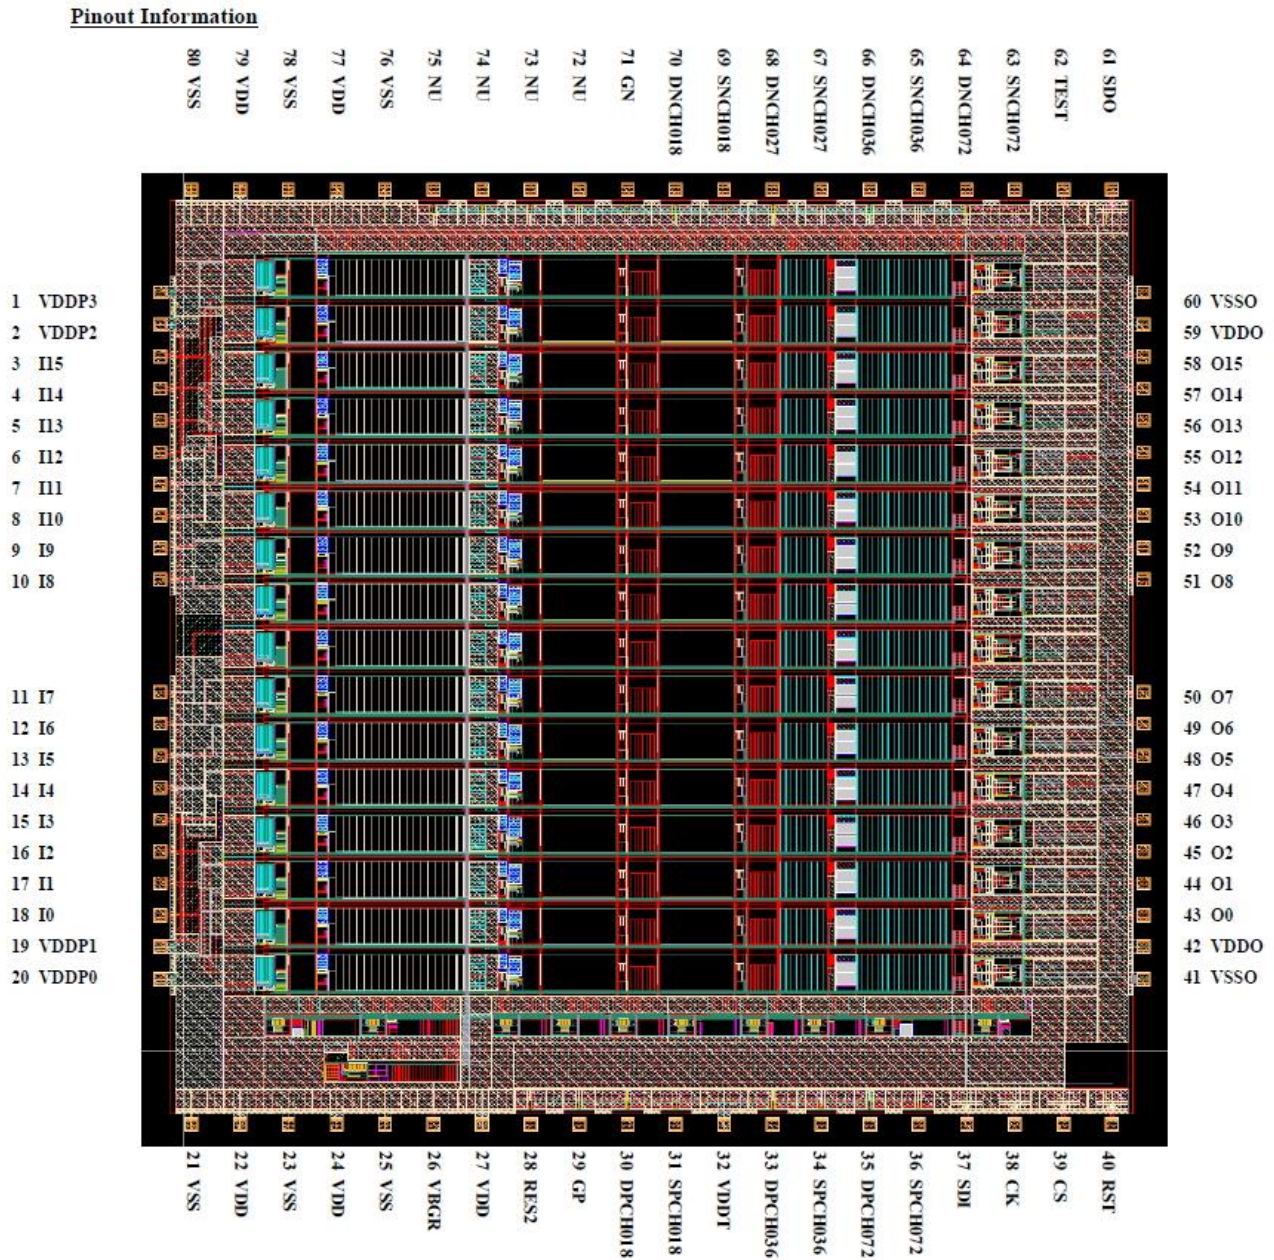 Pinout Information
80 VSS
79 VDD
78 VSS
77 VDD
76 VSS
75 NU
74 NU
73 NU
72 NU
71 GN
70 DNCH018
69 SNCH018
68 DNCH027
67 SNCH027
66 DNCH036
65 SNCH036
64 DNCH072
63 SNCH072
62 TEST
61 SDO
1 VDDP3
2 VDDP2
3 I15
4 I14
5 I13
6 I12
7 I11
8 I10
9 I9
10 I8
11 I7
12 I6
13 I5
14 I4
15 I3
16 I2
17 I1
18 I0
19 VDDP1
20 VDDP0
60 VSSO
59 VDDO
58 O15
57 O14
56 O13
55 O12
54 O11
53 O10
52 O9
51 O8
50 O7
49 O6
48 O5
47 O4
46 O3
45 O2
44 O1
43 O0
42 VDDO
41 VSSO
21 VSS
22 VDD
23 VSS
24 VDD
25 VSS
26 VBGR
27 VDD
28 RES2
29 GP
30 DPCH018
31 SPCH018
32 VDDT
33 DPCH036
34 SPCH036
35 DPCH072
36 SPCH072
37 SDI
38 CK
39 CS
40 RST